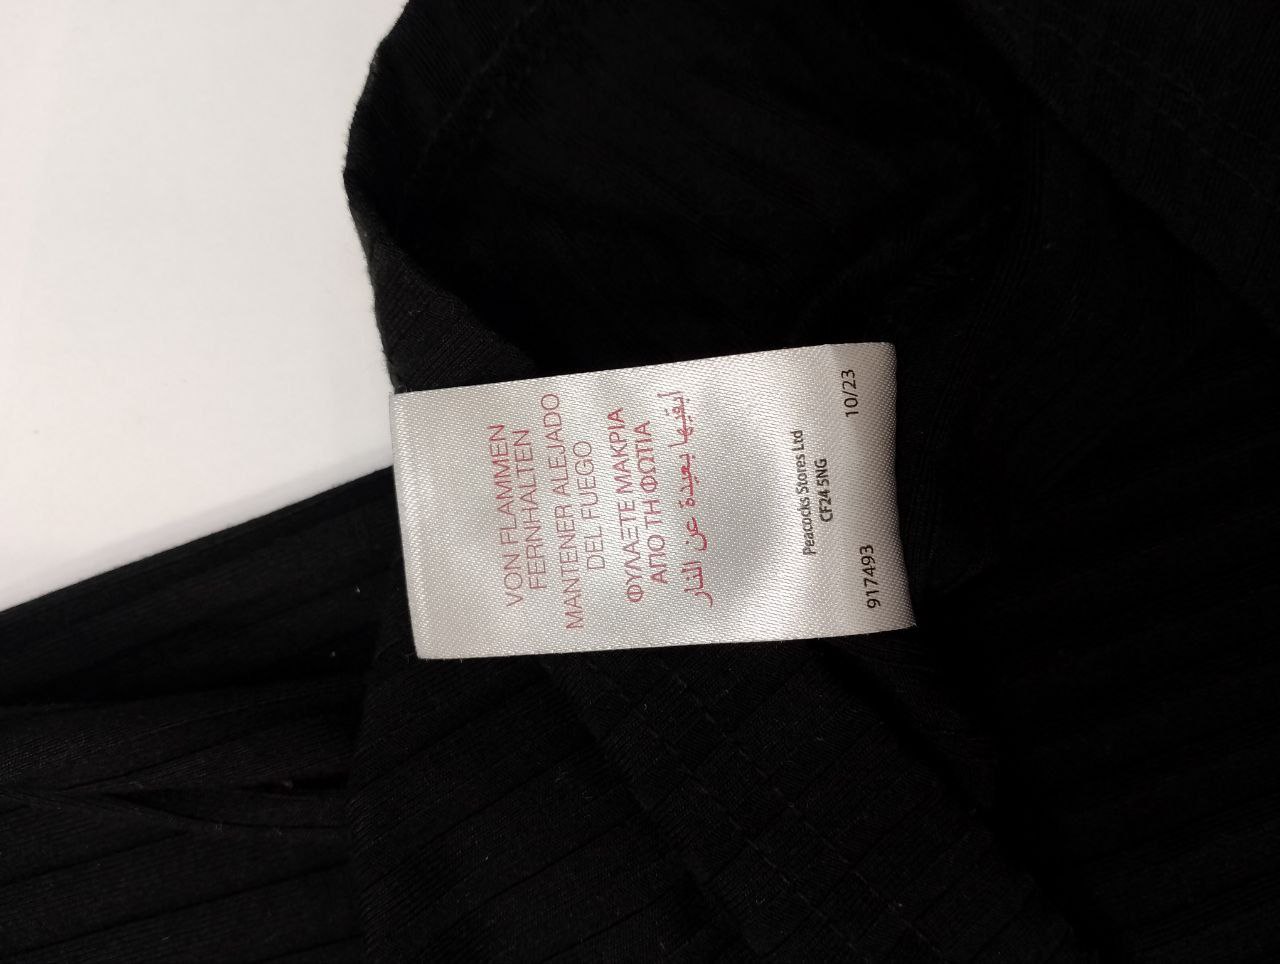 VON FLAMMEN
FERNHALTEN
MANTENER ALEJADO
DEL FUEGO
ΦΥΛΑΞΤΕ ΜΑΚΡΙΑ
ΑΠΟ ΤΗ ΦΩΤΙΑ
أبقيها بعيدة عن النار
Peacocks Stores Ltd
CF24 5NG
917493 10/23